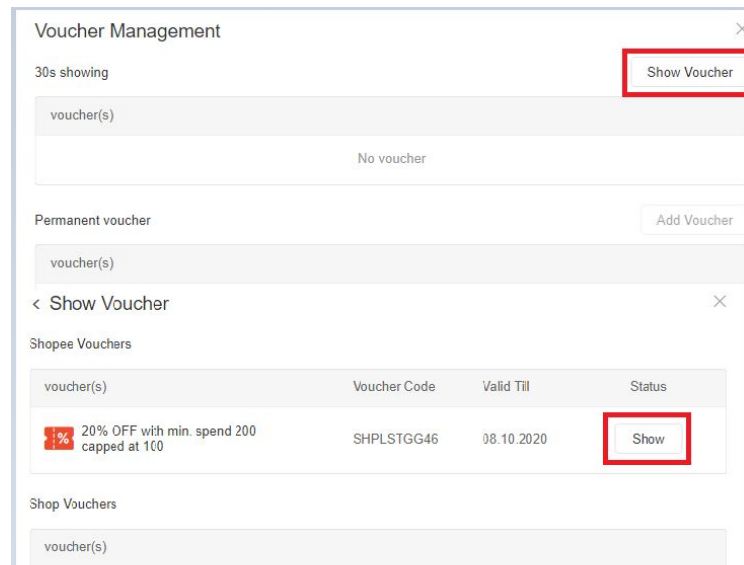 Voucher Management
30s showing
Show Voucher
voucher(s)
No voucher
Permanent voucher
Add Voucher
voucher(s)
< Show Voucher
Shopee Vouchers
voucher(s) Voucher Code Valid Till Status
% 20% OFF with min. spend 200
capped at 100
SHPLSTGG46 08.10.2020 Show
Shop Vouchers
voucher(s)